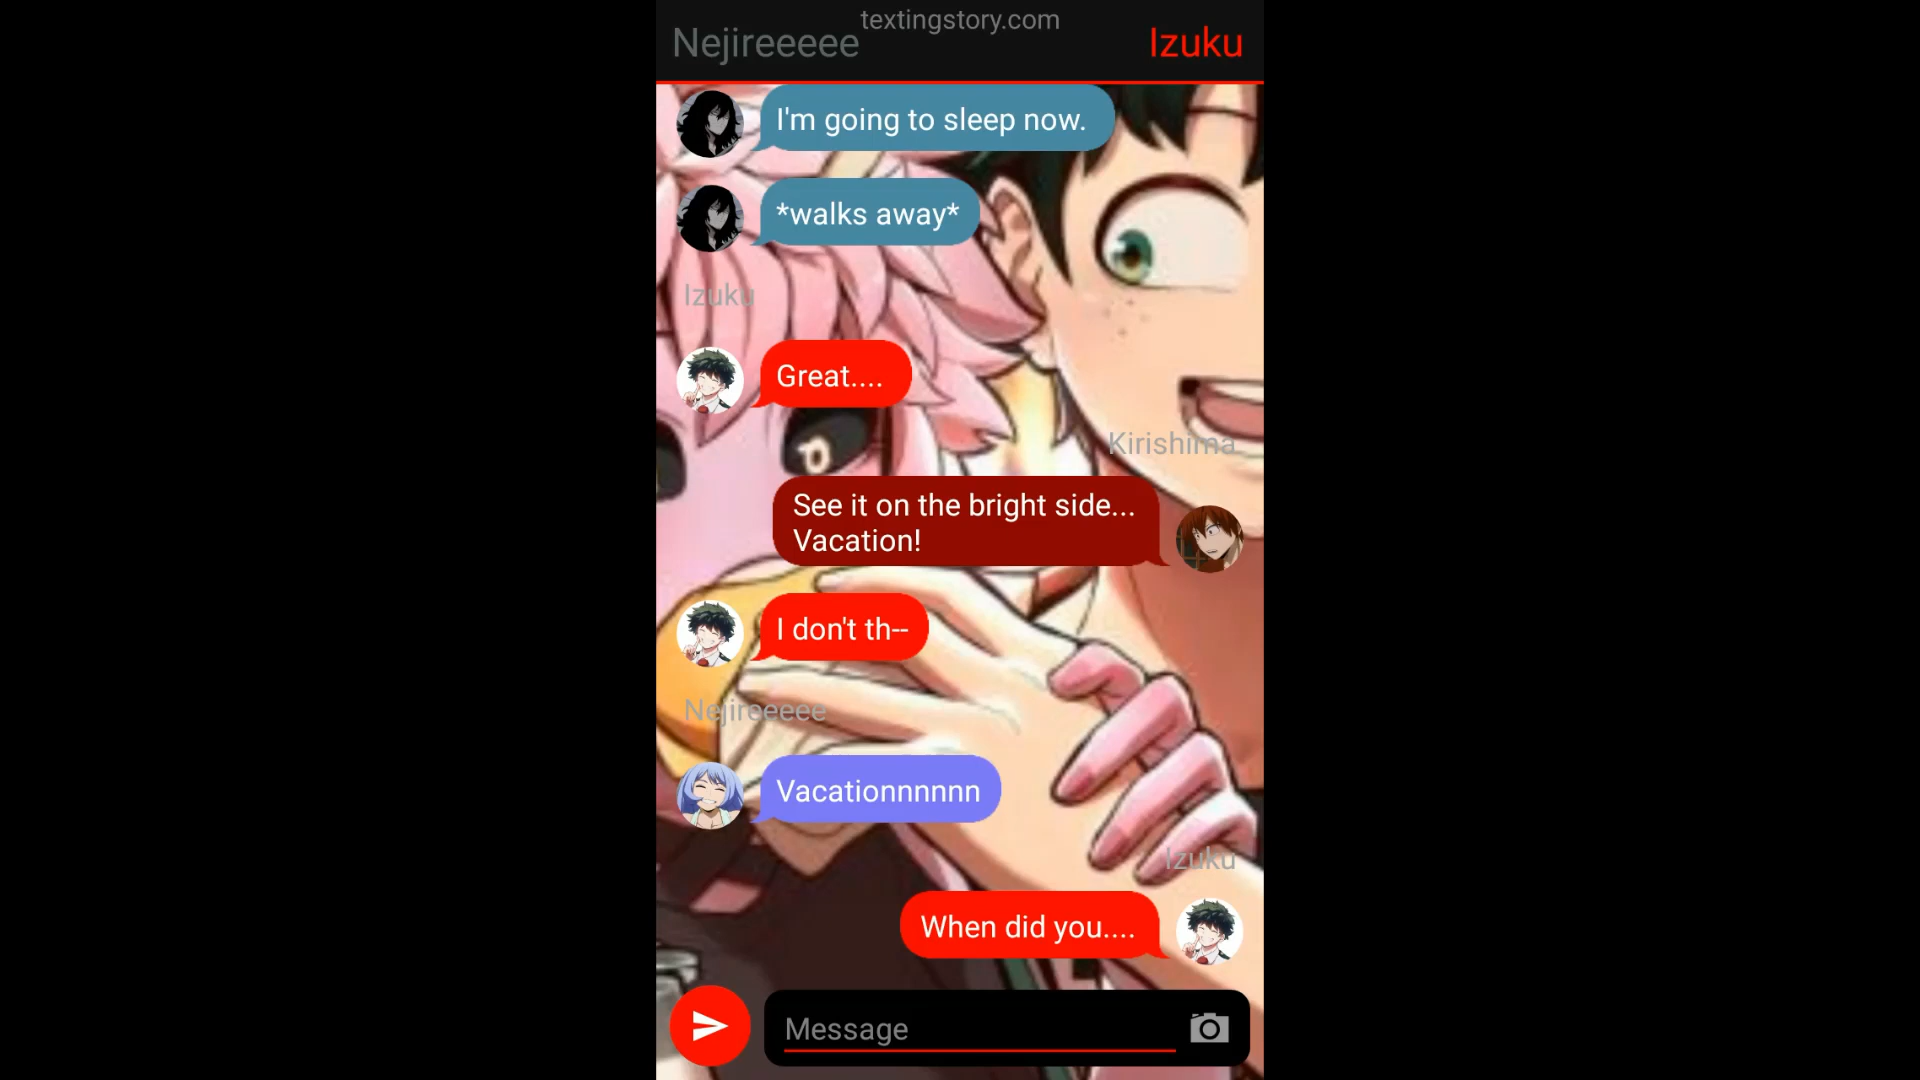 textingstory.com
Nejireeeee
Izuku
I'm going to sleep now.
*walks away*
Izuku
Great....
Kirishima
See it on the bright side...
Vacation!
I don't th--
Nejireeeee
Vacationnnnnn
Izuku
When did you....
Message